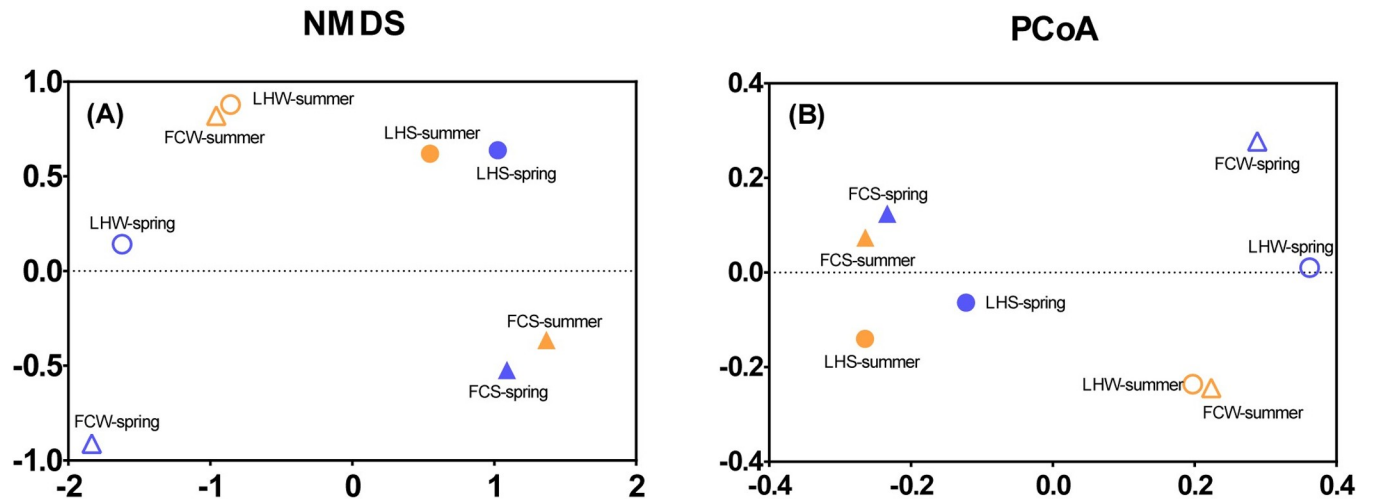 NMDS
PCoA
1.0
0.5
0.0
-0.5
-1.0
-2
-1
0
1
2
(A)
LHW-summer
FCW-summer
LHS-summer
LHS-spring
LHW-spring
FCS-summer
FCS-spring
FCW-spring
0.4
0.2
0.0
-0.2
-0.4
-0.4
-0.2
0.0
0.2
0.4
(B)
FCW-spring
FCS-spring
LHW-spring
FCS-summer
LHS-spring
LHS-summer
LHW-summer
FCW-summer